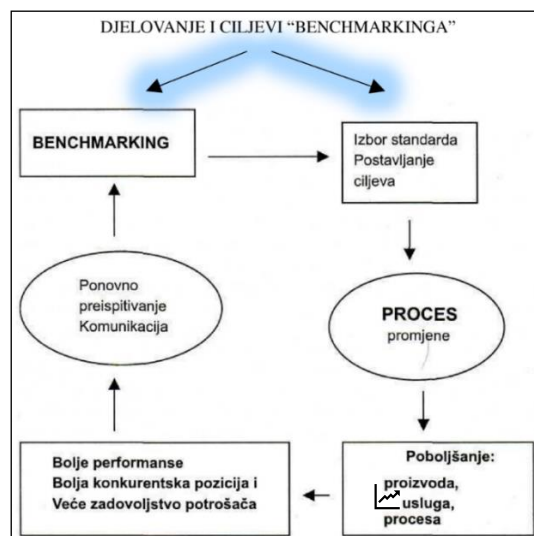 DJELOVANJE I CILJEVI “BENCHMARKINGA”
BENCHMARKING
Izbor standarda
Postavljanje
ciljeva
PROCES
promjene
Poboljšanje:
proizvoda,
usluga,
procesa
Bolje performanse
Bolja konkurentska pozicija i
Veće zadovoljstvo potrošača
Ponovno
preispitivanje
Komunikacija